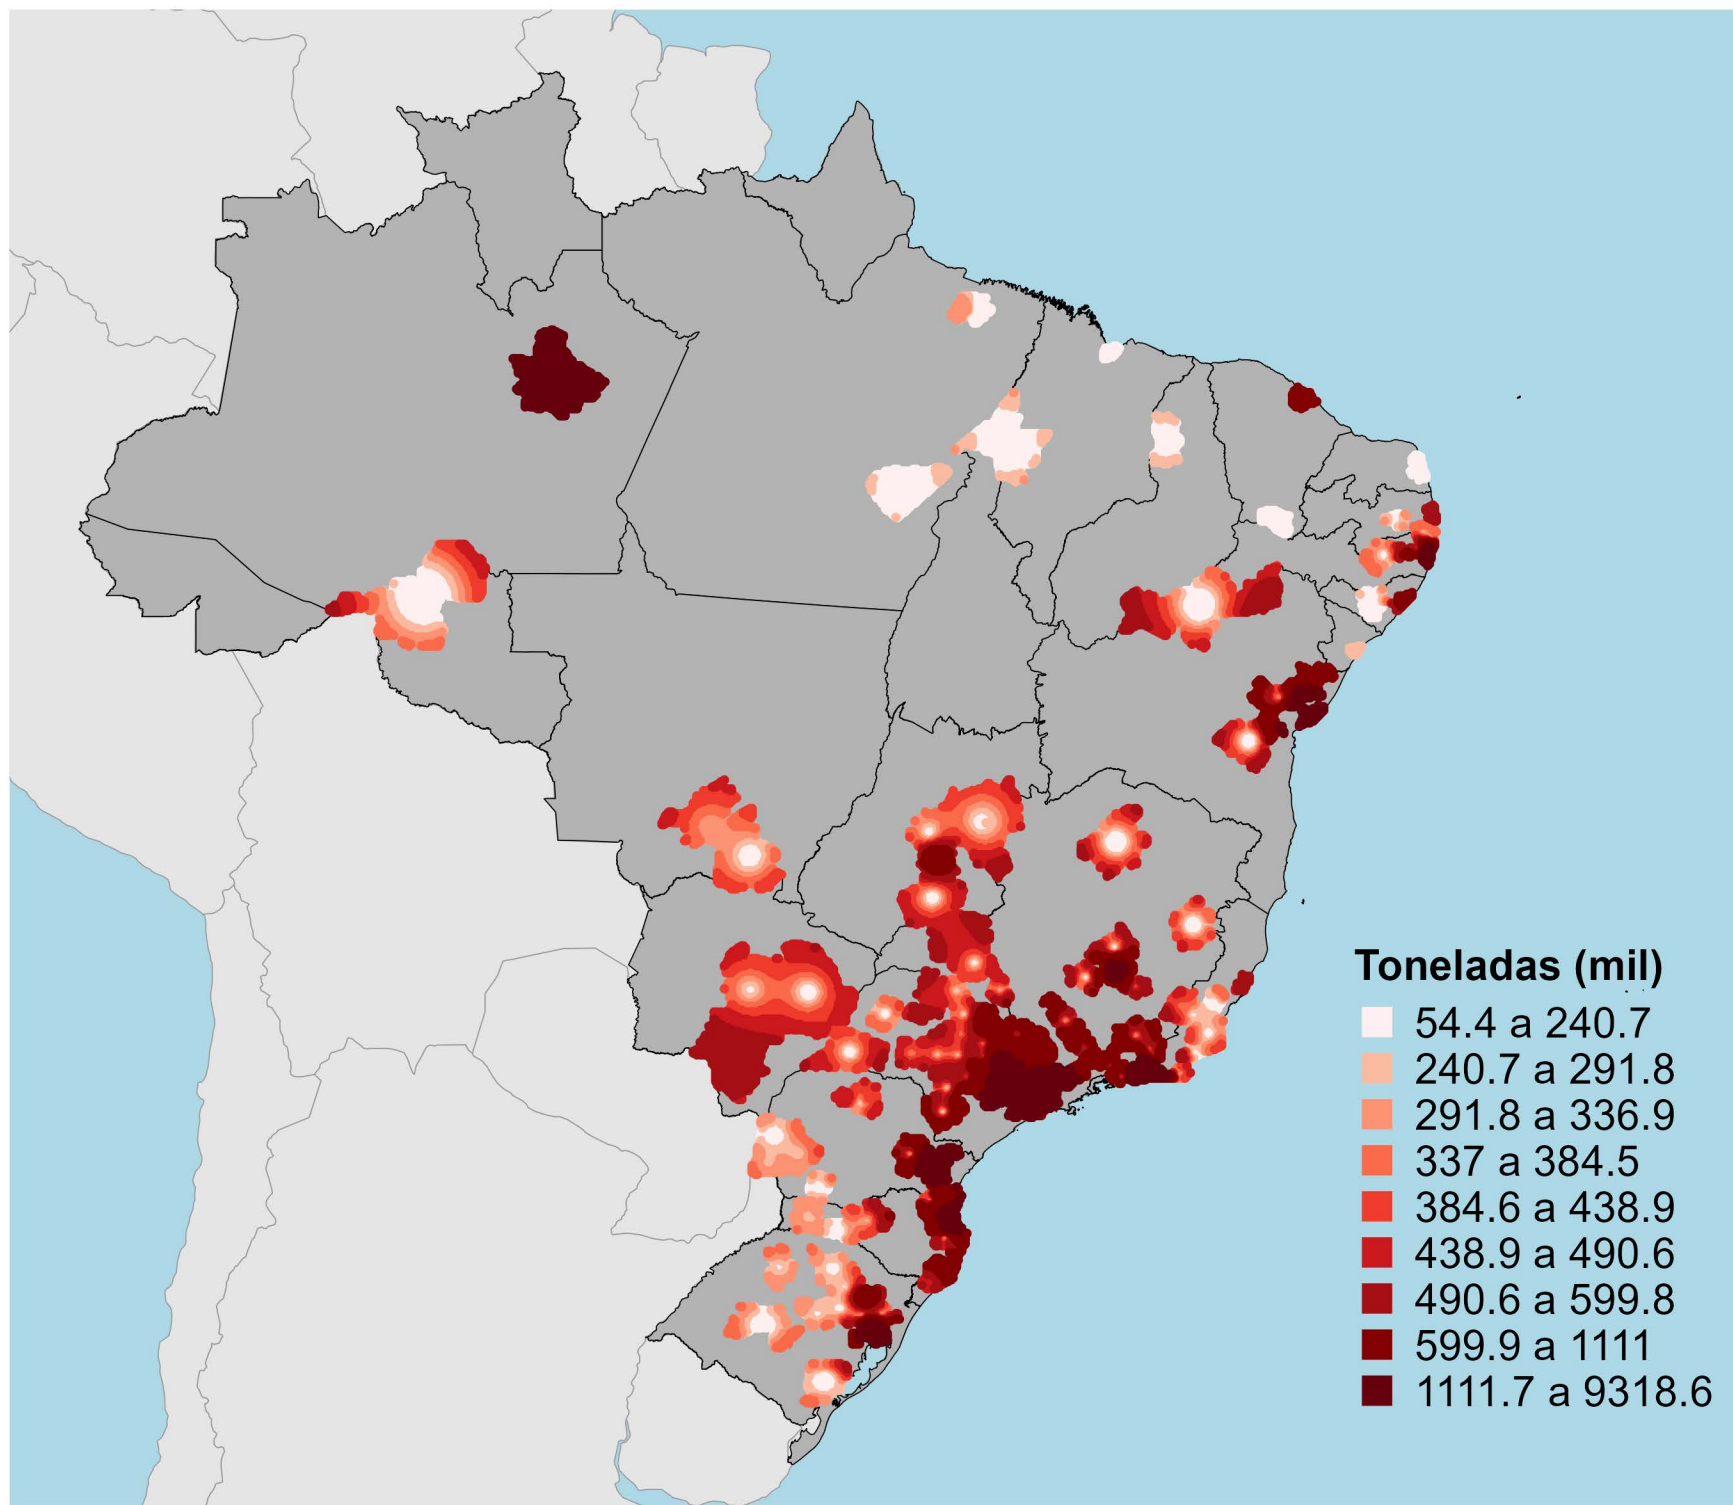 Toneladas (mil)
54.4 a 240.7
240.7 a 291.8
291.8 a 336.9
337 a 384.5
384.6 a 438.9
438.9 a 490.6
490.6 a 599.8
599.9 a 1111
1111.7 a 9318.6